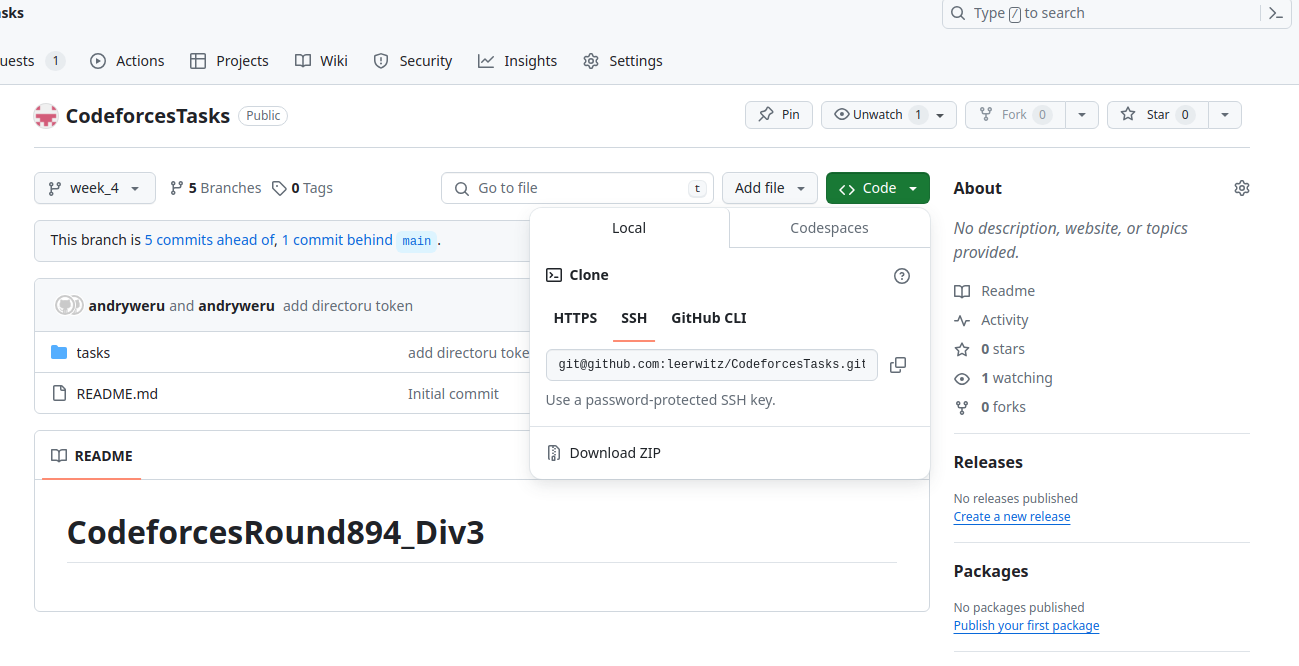 asks
Type / to search
uests 1 Actions Projects Wiki Security Insights Settings
CodeforcesTasks Public
Pin Unwatch 1 Fork 0 Star 0
week_4 5 Branches 0 Tags
Go to file t Add file Code
This branch is 5 commits ahead of, 1 commit behind main .
andryweru and andryweru add directoru token
tasks add directoru toke
README.md Initial commit
README
CodeforcesRound894_Div3
Local Codespaces
Clone
HTTPS SSH GitHub CLI
git@github.com:leerwitz/CodeforcesTasks.git
Use a password-protected SSH key.
Download ZIP
About
No description, website, or topics
provided.
Readme
Activity
0 stars
1 watching
0 forks
Releases
No releases published
Create a new release
Packages
No packages published
Publish your first package